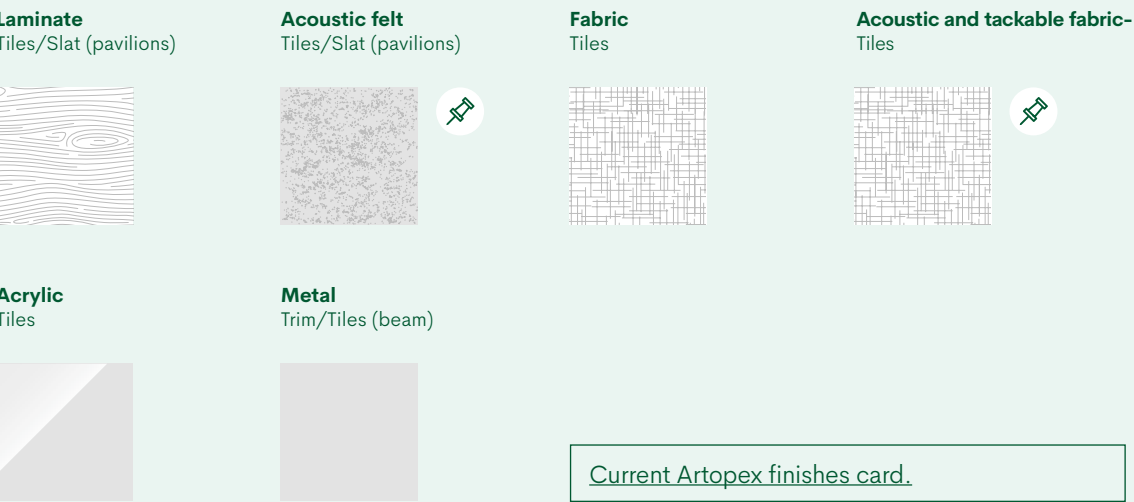 Laminate
Tiles/Slat (pavilions)
Acoustic felt
Tiles/Slat (pavilions)
Fabric
Tiles
Acoustic and tackable fabric-
Tiles
Acrylic
Tiles
Metal
Trim/Tiles (beam)
Current Artopex finishes card.